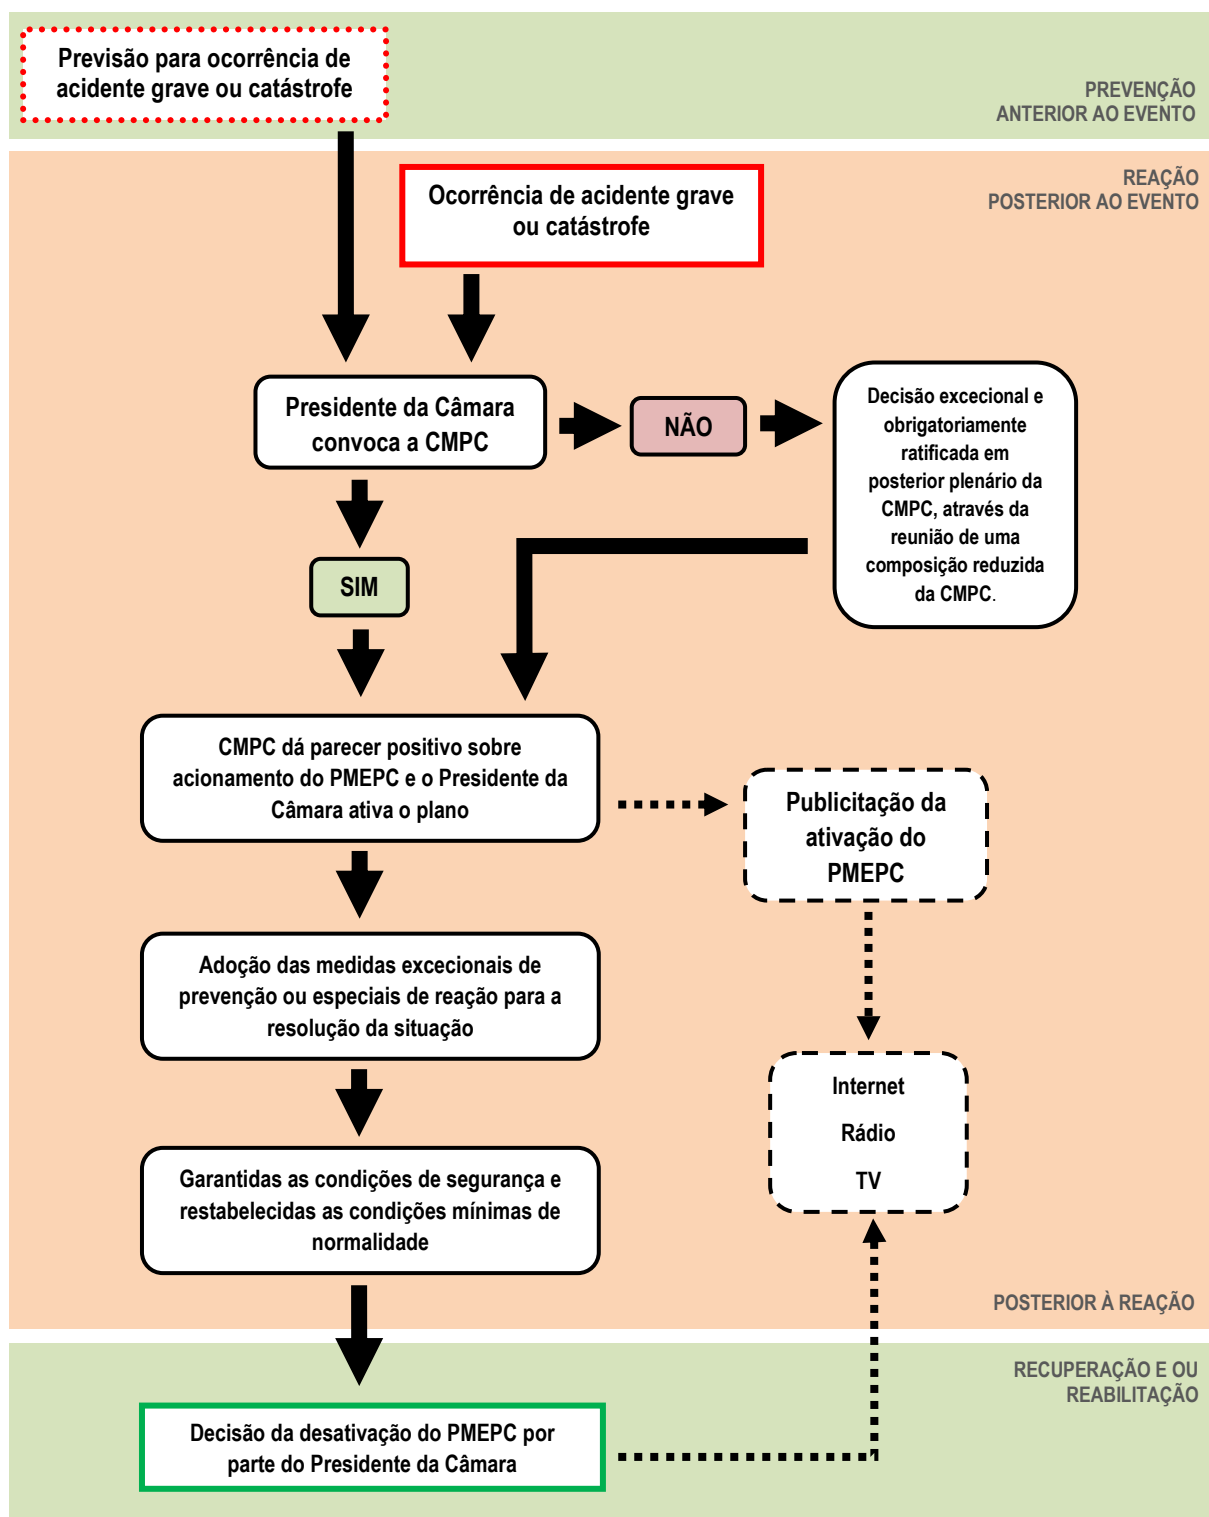 Previsão para ocorrência de
acidente grave ou catástrofe
PREVENÇÃO
ANTERIOR AO EVENTO
REAÇÃO
POSTERIOR AO EVENTO
Ocorrência de acidente grave
ou catástrofe
Presidente da Câmara
convoca a CMPC
NÃO
Decisão excecional e
obrigatoriamente
ratificada em
posterior plenário da
CMPC, através da
reunião de uma
composição reduzida
da CMPC.
SIM
CMPC dá parecer positivo sobre
acionamento do PMEPC e o Presidente da
Câmara ativa o plano
Publicitação da
ativação do
PMEPC
Adoção das medidas excecionais de
prevenção ou especiais de reação para a
resolução da situação
Internet
Rádio
TV
Garantidas as condições de segurança e
restabelecidas as condições mínimas de
normalidade
POSTERIOR À REAÇÃO
RECUPERAÇÃO E OU
REABILITAÇÃO
Decisão da desativação do PMEPC por
parte do Presidente da Câmara